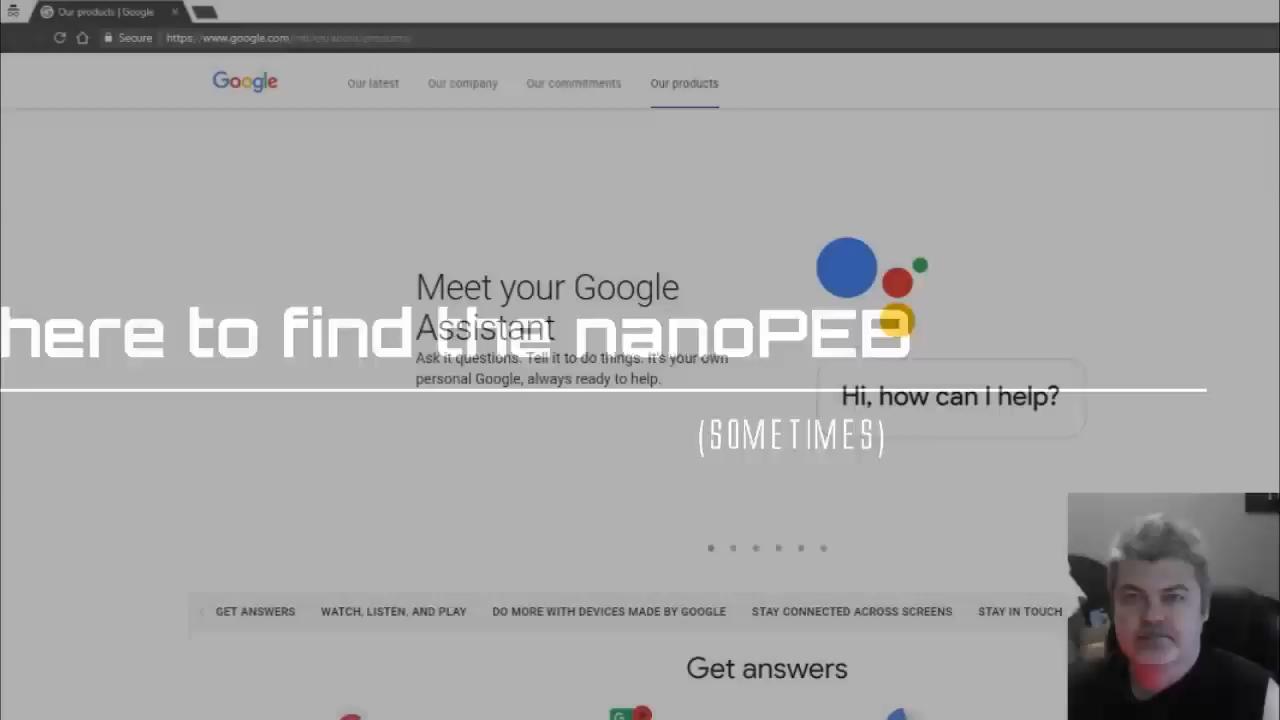 Our products | Google
Secure https://www.google.com
Google
Our latest Our company Our commitments Our products
Meet your Google
Assistant
here to find the nanoPEB
Ask it questions. Tell it to do things. It's your own
personal Google, always ready to help.
Hi, how can I help?
(SOMETIMES)
GET ANSWERS WATCH, LISTEN, AND PLAY DO MORE WITH DEVICES MADE BY GOOGLE STAY CONNECTED ACROSS SCREENS STAY IN TOUCH
Get answers